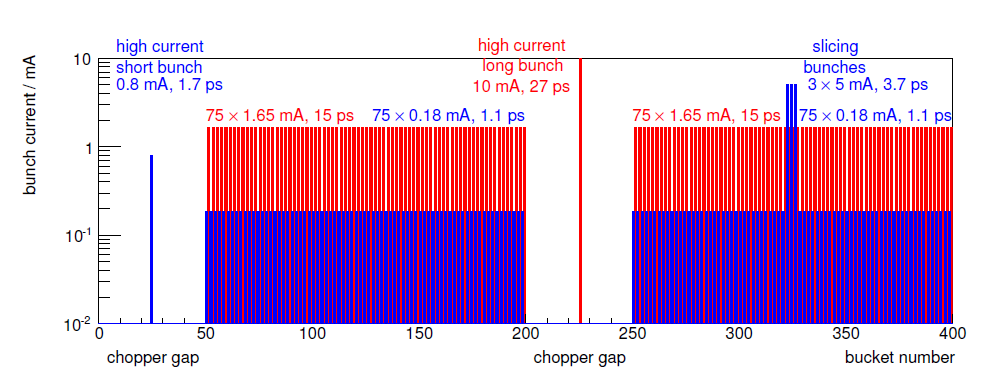 high current
short bunch
0.8 mA, 1.7 ps
high current
long bunch
10 mA, 27 ps
slicing
bunches
3 × 5 mA, 3.7 ps
75 × 1.65 mA, 15 ps
75 × 0.18 mA, 1.1 ps
75 × 1.65 mA, 15 ps
75 × 0.18 mA, 1.1 ps
bunch current / mA
10
1
10⁻¹
10⁻²
0 50 100 150 200 250 300 350 400
chopper gap chopper gap bucket number